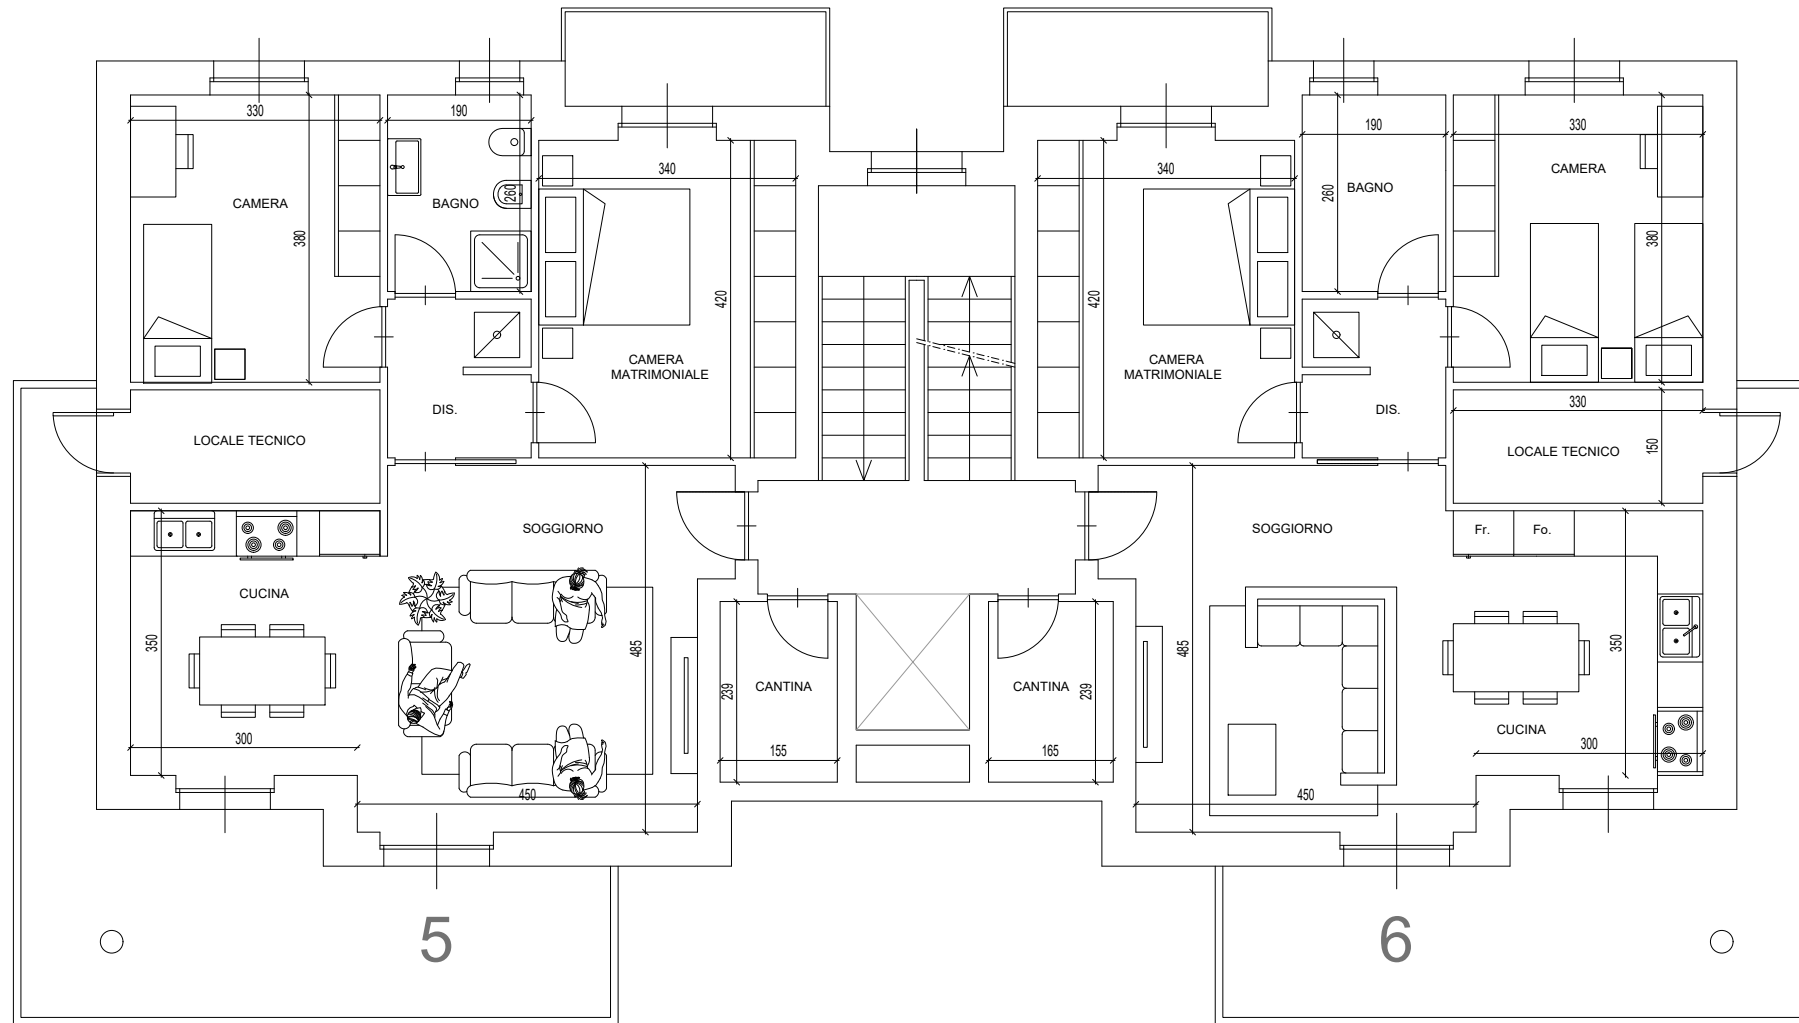 330
190
340
340
190
330
CAMERA
380
BAGNO
260
420
CAMERA
MATRIMONIALE
DIS.
LOCALE TECNICO
BAGNO
260
CAMERA
380
420
CAMERA
MATRIMONIALE
DIS.
330
150
LOCALE TECNICO
SOGGIORNO
CUCINA
350
485
300
450
CANTINA
239
155
CANTINA
239
165
SOGGIORNO
Fr.
Fo.
485
350
CUCINA
300
450
5
6